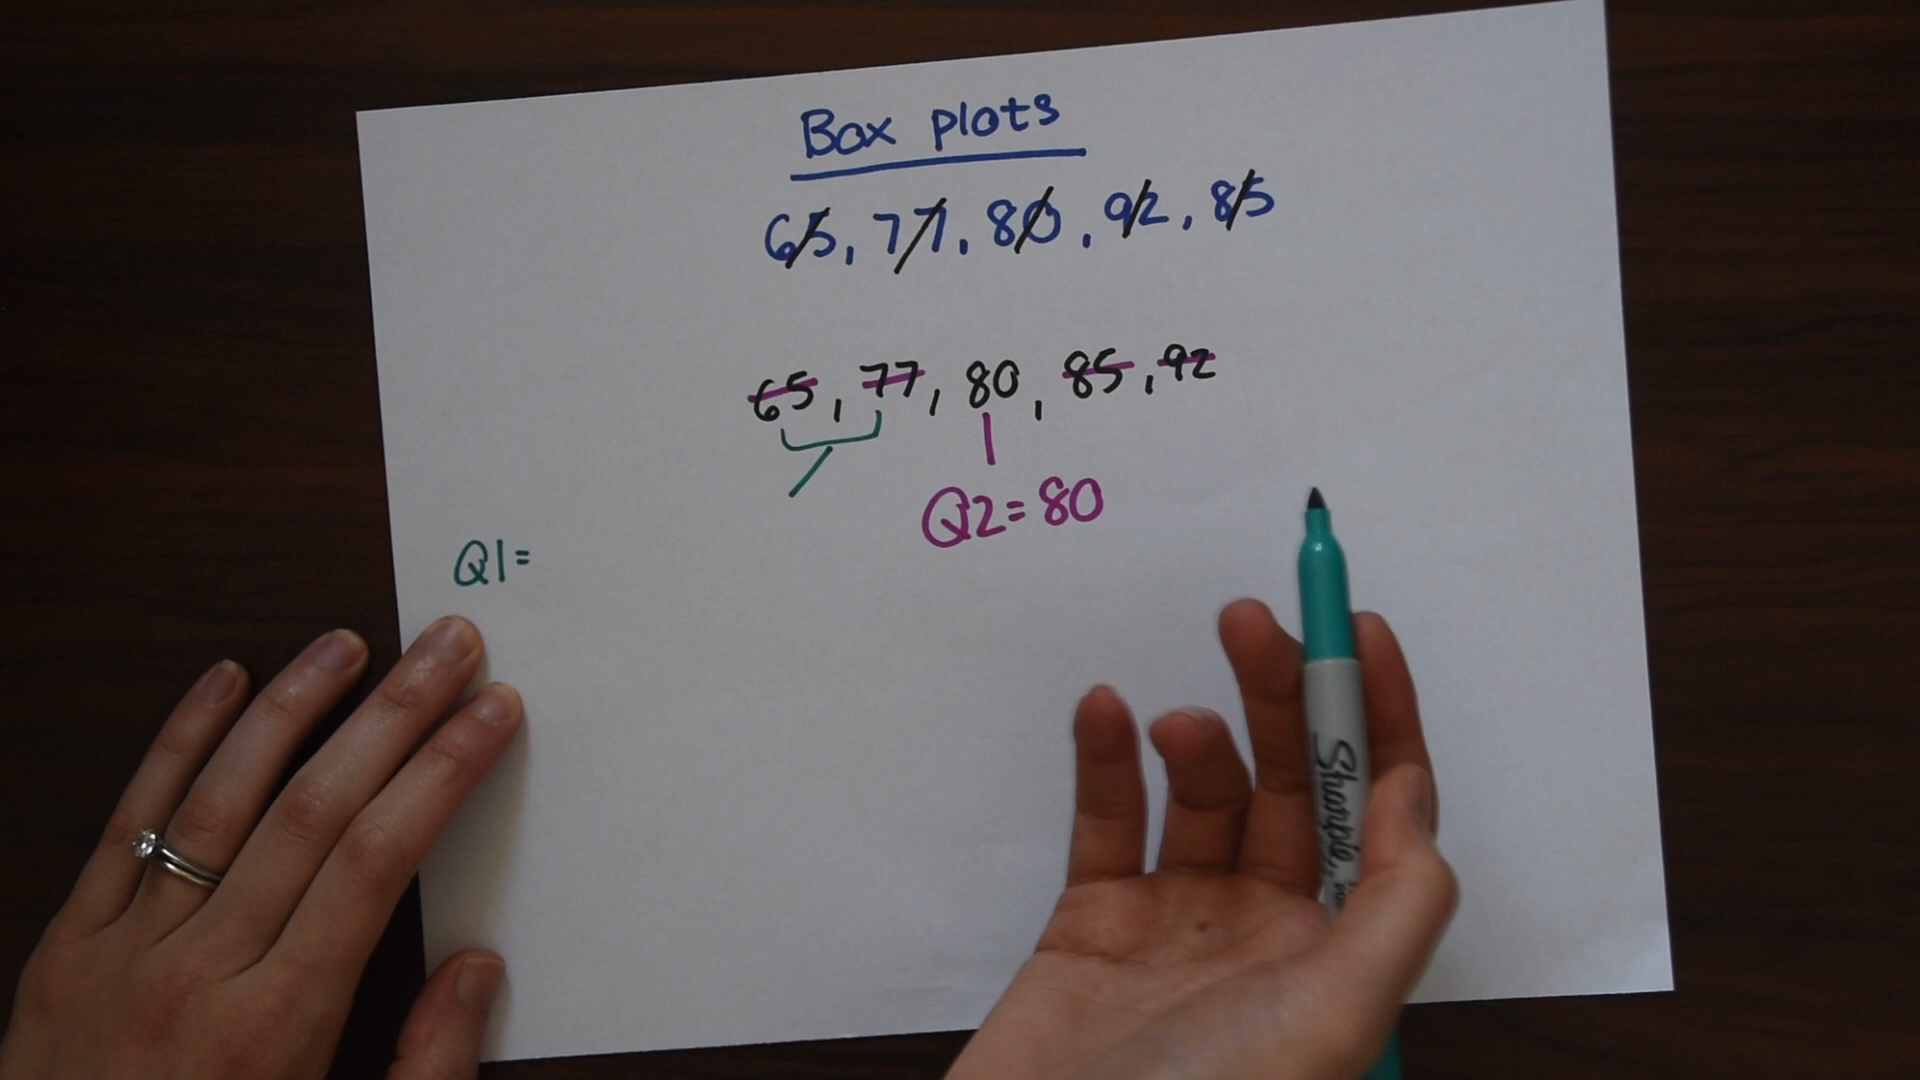 Box plots
65, 77, 80, 92, 85
65, 77, 80, 85, 92
Q2=80
Q1=
Sharpie